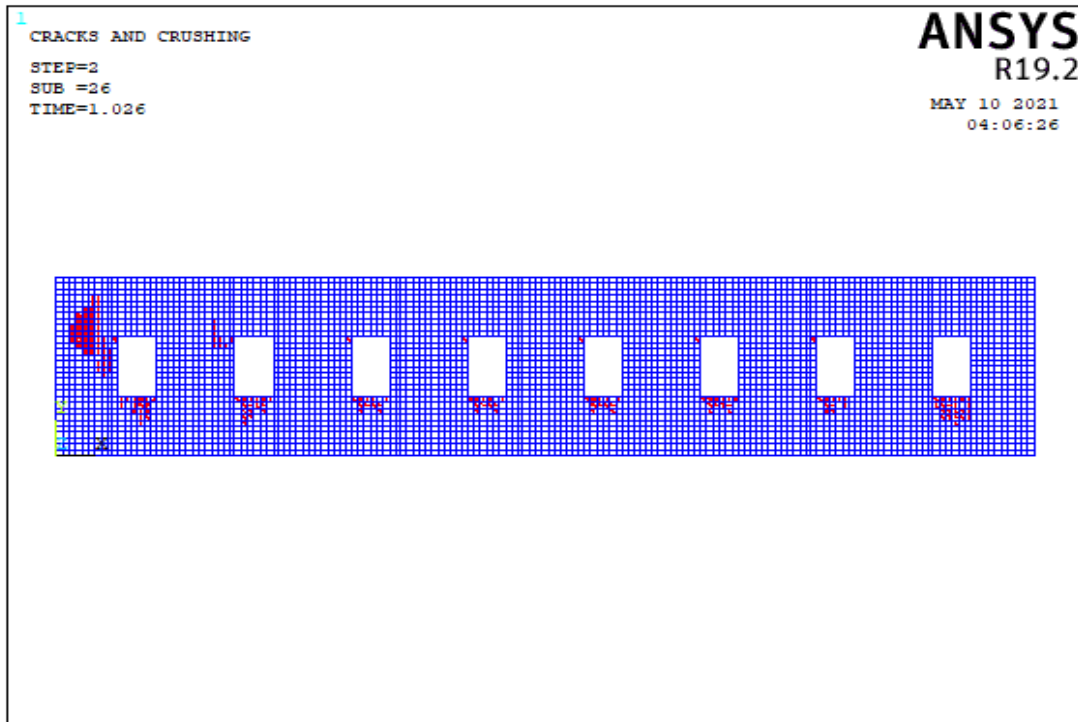 1
CRACKS AND CRUSHING
STEP=2
SUB =26
TIME=1.026
ANSYS
R19.2
MAY 10 2021
04:06:26
Y
X